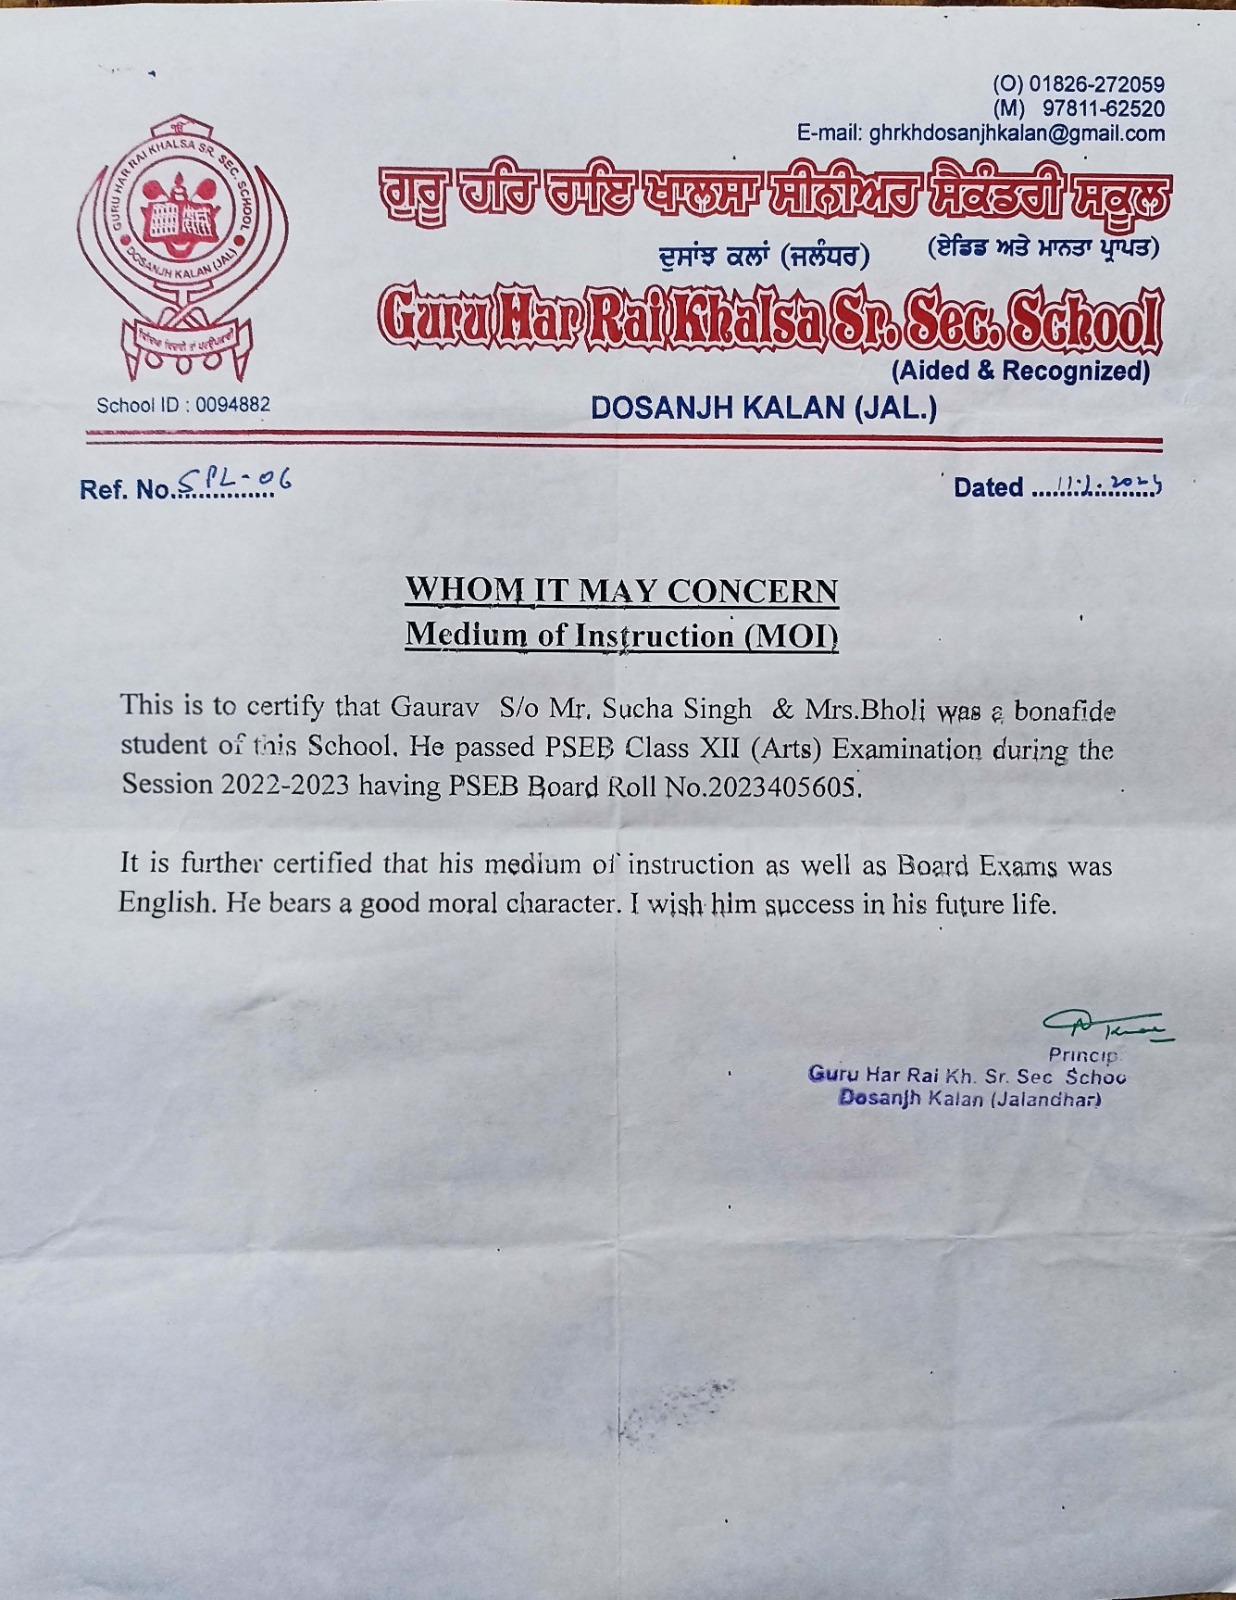 (O) 01826-272059
(M) 97811-62520
E-mail: ghrkhdosanjhkalan@gmail.com
GURU HAR RAI KHALSA SR. SEC. SCHOOL
DOSANJH KALAN (JAL)
ਗੁਰੂ ਹਰਿ ਰਾਇ ਖਾਲਸਾ ਸੀਨੀਅਰ ਸੈਕੰਡਰੀ ਸਕੂਲ
ਦੁਸਾਂਝ ਕਲਾਂ (ਜਲੰਧਰ) (ਏਡਿਡ ਅਤੇ ਮਾਨਤਾ ਪ੍ਰਾਪਤ)
Guru Har Rai Khalsa Sr. Sec. School
(Aided & Recognized)
School ID : 0094882
DOSANJH KALAN (JAL.)
Ref. No. SPL-06
Dated
WHOM IT MAY CONCERN
Medium of Instruction (MOI)
This is to certify that Gaurav S/o Mr. Sucha Singh & Mrs.Bholi was a bonafide
student of this School. He passed PSEB Class XII (Arts) Examination during the
Session 2022-2023 having PSEB Board Roll No.2023405605.
It is further certified that his medium of instruction as well as Board Exams was
English. He bears a good moral character. I wish him success in his future life.
Princip
Guru Har Rai Kh. Sr. Sec Schoo
Dosanjh Kalan (Jalandhar)